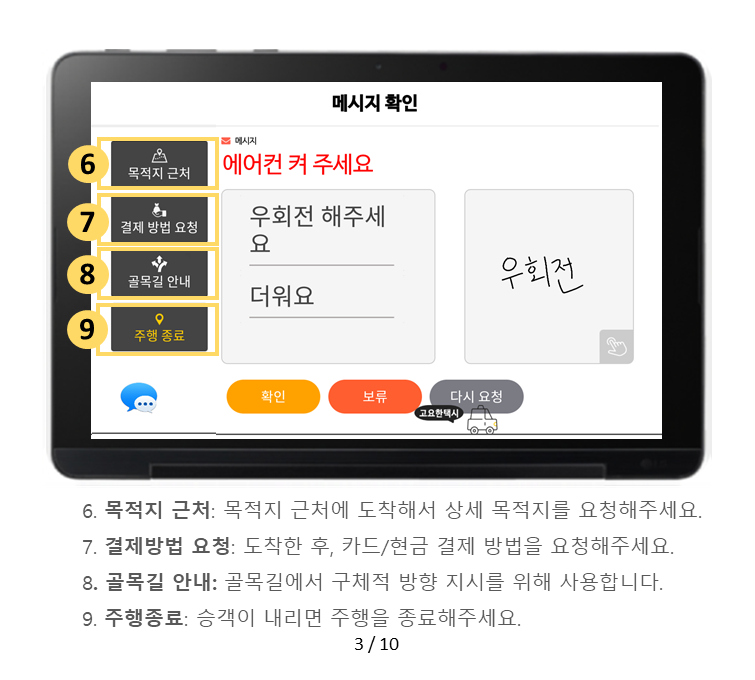 메시지 확인
메시지
에어컨 켜 주세요
6
목적지 근처
7
결제 방법 요청
8
골목길 안내
9
주행 종료
우회전 해주세
요
더워요
우회전
확인
보류
다시 요청
고요한택시
LG
6. 목적지 근처: 목적지 근처에 도착해서 상세 목적지를 요청해주세요.
7. 결제방법 요청: 도착한 후, 카드/현금 결제 방법을 요청해주세요.
8. 골목길 안내: 골목길에서 구체적 방향 지시를 위해 사용합니다.
9. 주행종료: 승객이 내리면 주행을 종료해주세요.
3 / 10